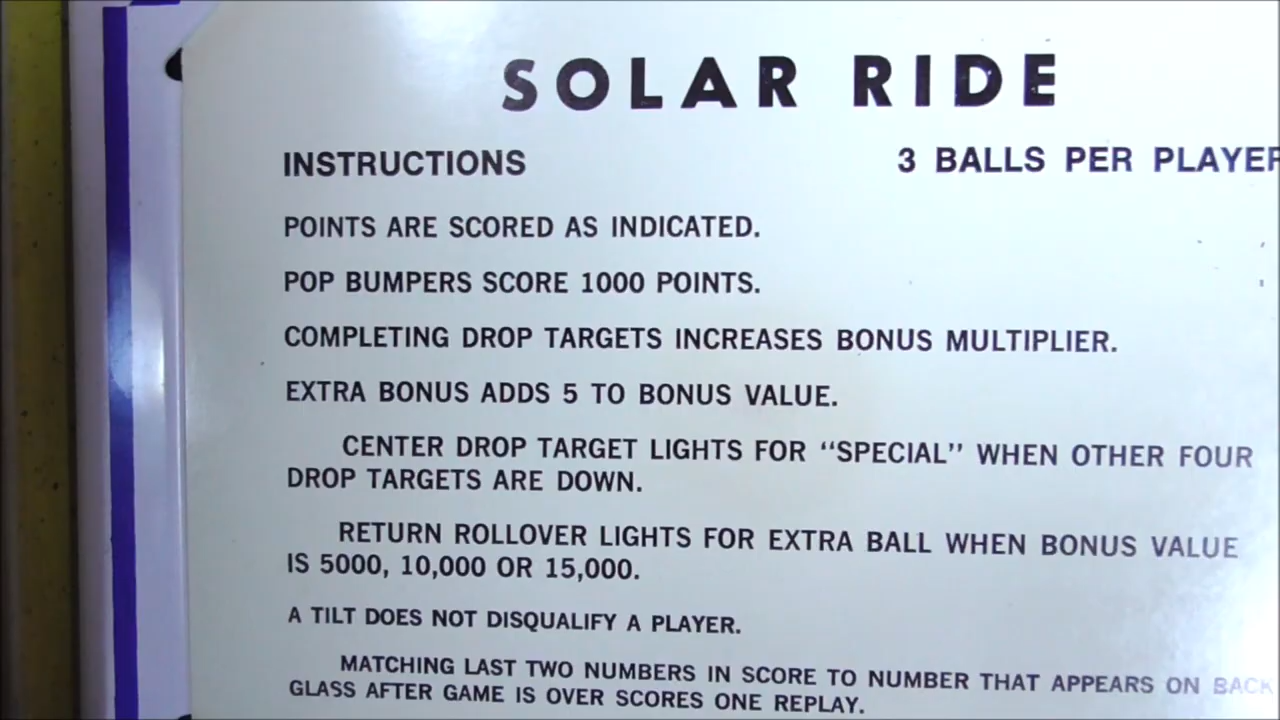 SOLAR RIDE
INSTRUCTIONS 3 BALLS PER PLAYER
POINTS ARE SCORED AS INDICATED.
POP BUMPERS SCORE 1000 POINTS.
COMPLETING DROP TARGETS INCREASES BONUS MULTIPLIER.
EXTRA BONUS ADDS 5 TO BONUS VALUE.
CENTER DROP TARGET LIGHTS FOR “SPECIAL” WHEN OTHER FOUR
DROP TARGETS ARE DOWN.
RETURN ROLLOVER LIGHTS FOR EXTRA BALL WHEN BONUS VALUE
IS 5000, 10,000 OR 15,000.
A TILT DOES NOT DISQUALIFY A PLAYER.
MATCHING LAST TWO NUMBERS IN SCORE TO NUMBER THAT APPEARS ON BACK
GLASS AFTER GAME IS OVER SCORES ONE REPLAY.